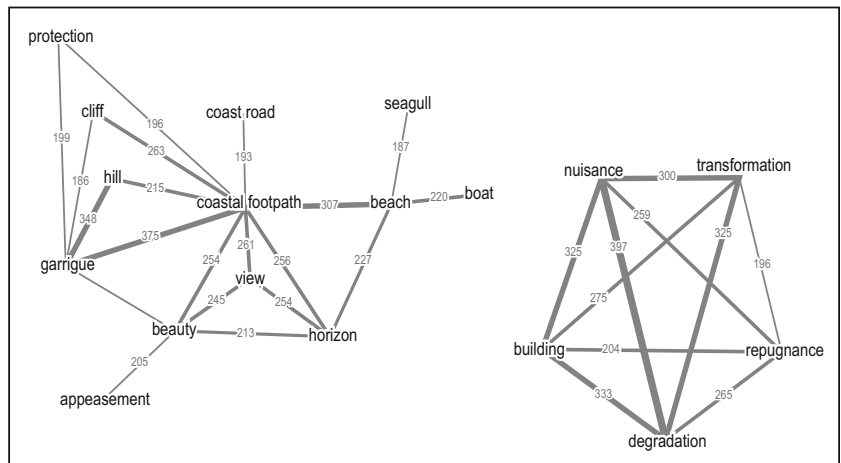 protection
cliff
coast road
seagull
196
199
263
193
187
nuisance
300
transformation
hill
186
215
coastal footpath
307
beach
220
boat
348
259
375
261
325
397
325
garrigue
254
256
227
196
view
245
254
275
beauty
213
horizon
building
204
repugnance
205
333
265
appeasement
degradation